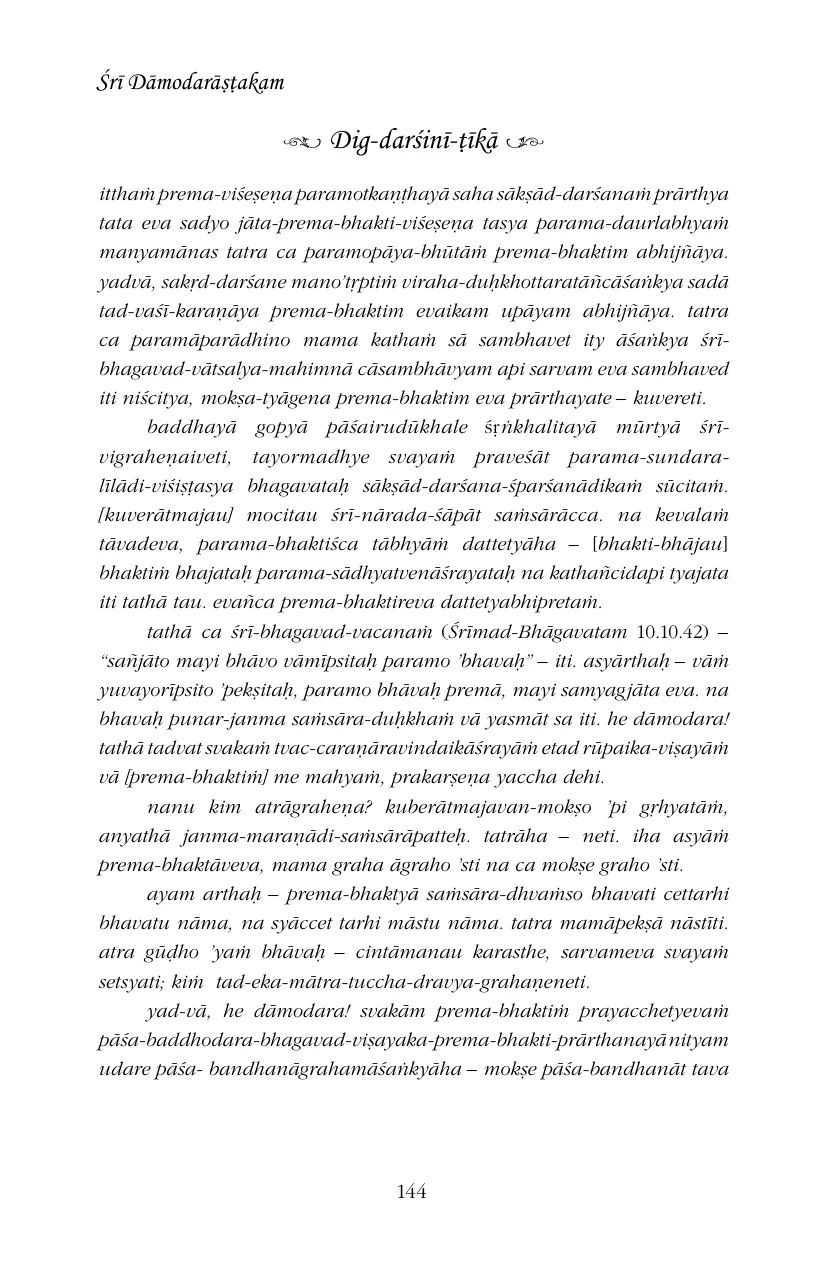 Śrī Dāmodarāṣṭakam
Dig-darśinī-ṭīkā
itthaṁ prema-viśeṣeṇa paramotkaṇṭhayā saha sākṣād-darśanaṁ prārthya
tata eva sadyo jāta-prema-bhakti-viśeṣeṇa tasya parama-daurlabhyaṁ
manyamānas tatra ca paramopāya-bhūtāṁ prema-bhaktim abhijñāya.
yadvā, sakṛd-darśane mano’tṛptiṁ viraha-duḥkhottaratāñcāśaṅkya sadā
tad-vaśī-karaṇāya prema-bhaktim evaikam upāyam abhijñāya. tatra
ca paramāparādhino mama kathaṁ sā sambhavet ity āśaṅkya śrī-
bhagavad-vātsalya-mahimnā cāsambhāvyam api sarvam eva sambhaved
iti niścitya, mokṣa-tyāgena prema-bhaktim eva prārthayate – kuvereti.
baddhayā gopyā pāśairudūkhale śṛṅkhalitayā mūrtyā śrī-
vigraheṇaiveti, tayormadhye svayaṁ praveśāt parama-sundara-
līlādi-viśiṣṭasya bhagavataḥ sākṣād-darśana-śparśanādikaṁ sūcitaṁ.
[kuverātmajau] mocitau śrī-nārada-śāpāt saṁsārācca. na kevalaṁ
tāvadeva, parama-bhaktiśca tābhyāṁ dattetyāha – [bhakti-bhājau]
bhaktiṁ bhajataḥ parama-sādhyatvenāśrayataḥ na kathañcidapi tyajata
iti tathā tau. evañca prema-bhaktireva dattetyabhipretaṁ.
tathā ca śrī-bhagavad-vacanaṁ (Śrīmad-Bhāgavatam 10.10.42) –
“sañjāto mayi bhāvo vāmīpsitaḥ paramo ’bhavaḥ” – iti. asyārthaḥ – vāṁ
yuvayorīpsito ’pekṣitaḥ, paramo bhāvaḥ premā, mayi samyagjāta eva. na
bhavaḥ punar-janma saṁsāra-duḥkhaṁ vā yasmāt sa iti. he dāmodara!
tathā tadvat svakaṁ tvac-caraṇāravindaikāśrayāṁ etad rūpaika-viṣayāṁ
vā [prema-bhaktiṁ] me mahyaṁ, prakarṣeṇa yaccha dehi.
nanu kim atrāgraheṇa? kuberātmajavan-mokṣo ’pi gṛhyatāṁ,
anyathā janma-maraṇādi-saṁsārāpatteḥ. tatrāha – neti. iha asyāṁ
prema-bhaktāveva, mama graha āgraho ’sti na ca mokṣe graho ’sti.
ayam arthaḥ – prema-bhaktyā saṁsāra-dhvaṁso bhavati cettarhi
bhavatu nāma, na syāccet tarhi māstu nāma. tatra mamāpekṣā nāstīti.
atra gūḍho ’yaṁ bhāvaḥ – cintāmanau karasthe, sarvameva svayaṁ
setsyati; kiṁ tad-eka-mātra-tuccha-dravya-grahaṇeneti.
yad-vā, he dāmodara! svakām prema-bhaktiṁ prayacchetyevaṁ
pāśa-baddhodara-bhagavad-viṣayaka-prema-bhakti-prārthanayā nityam
udare pāśa- bandhanāgrahamāśaṅkyāha – mokṣe pāśa-bandhanāt tava
144